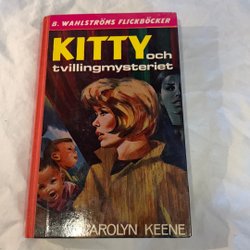 B. WAHLSTRÖMS FLICKBÖCKER
KITTY och
tvillingmysteriet
CAROLYN KEENE